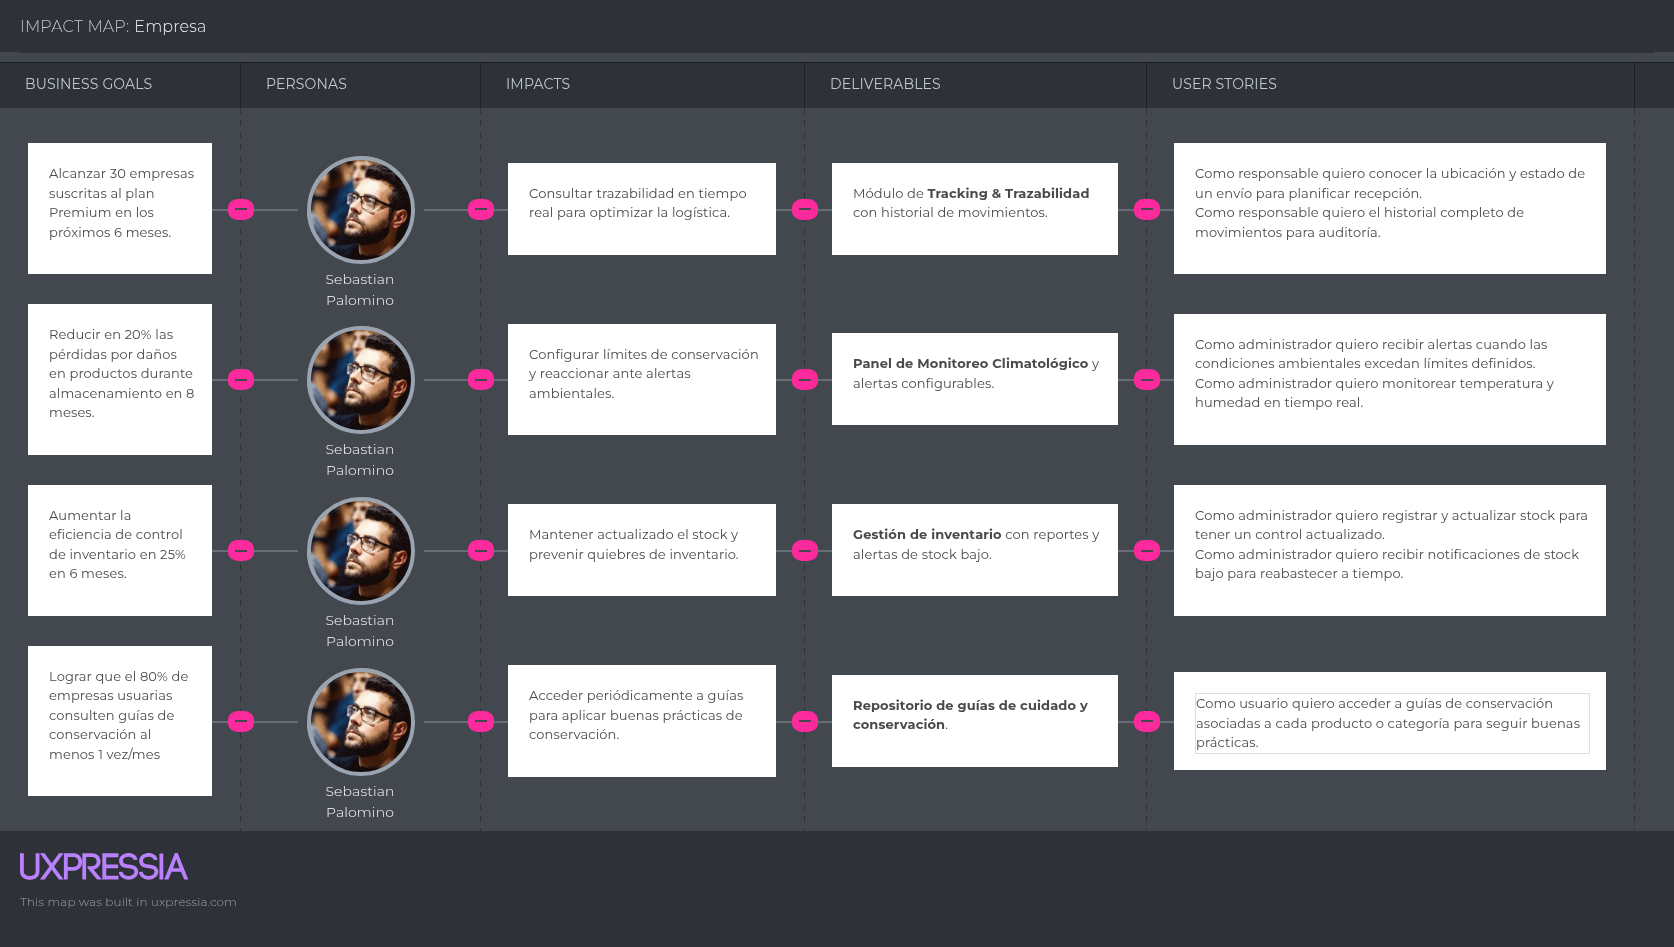 IMPACT MAP: Empresa
BUSINESS GOALS
PERSONAS
IMPACTS
DELIVERABLES
USER STORIES
Alcanzar 30 empresas
suscritas al plan
Premium en los
próximos 6 meses.
Sebastian
Palomino
Consultar trazabilidad en tiempo
real para optimizar la logística.
Módulo de Tracking & Trazabilidad
con historial de movimientos.
Como responsable quiero conocer la ubicación y estado de
un envío para planificar recepción.
Como responsable quiero el historial completo de
movimientos para auditoría.
Reducir en 20% las
pérdidas por daños
en productos durante
almacenamiento en 8
meses.
Sebastian
Palomino
Configurar límites de conservación
y reaccionar ante alertas
ambientales.
Panel de Monitoreo Climatológico y
alertas configurables.
Como administrador quiero recibir alertas cuando las
condiciones ambientales excedan límites definidos.
Como administrador quiero monitorear temperatura y
humedad en tiempo real.
Aumentar la
eficiencia de control
de inventario en 25%
en 6 meses.
Sebastian
Palomino
Mantener actualizado el stock y
prevenir quiebres de inventario.
Gestión de inventario con reportes y
alertas de stock bajo.
Como administrador quiero registrar y actualizar stock para
tener un control actualizado.
Como administrador quiero recibir notificaciones de stock
bajo para reabastecer a tiempo.
Lograr que el 80% de
empresas usuarias
consulten guías de
conservación al
menos 1 vez/mes
Sebastian
Palomino
Acceder periódicamente a guías
para aplicar buenas prácticas de
conservación.
Repositorio de guías de cuidado y
conservación.
Como usuario quiero acceder a guías de conservación
asociadas a cada producto o categoría para seguir buenas
prácticas.
UXPRESSIA
This map was built in uxpressia.com